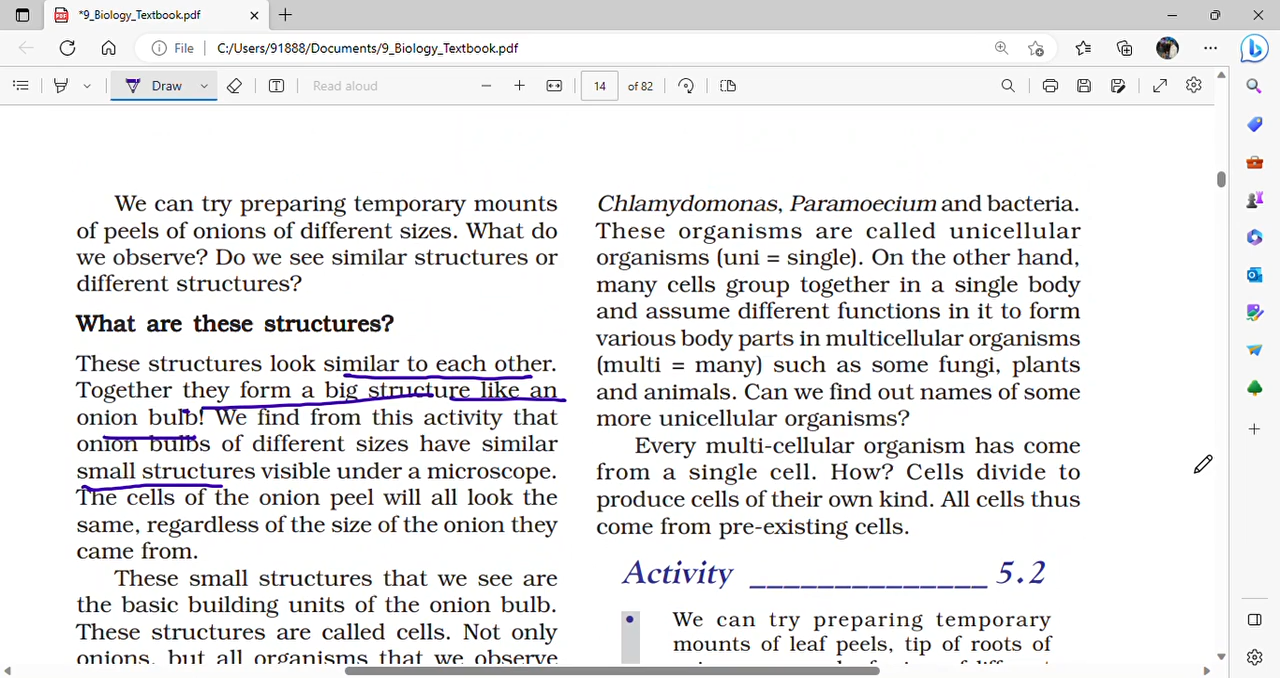 *9_Biology_Textbook.pdf
File
C:/Users/91888/Documents/9_Biology_Textbook.pdf
Draw
Read aloud
14
of 82
We can try preparing temporary mounts
of peels of onions of different sizes. What do
we observe? Do we see similar structures or
different structures?
What are these structures?
These structures look similar to each other.
Together they form a big structure like an
onion bulb! We find from this activity that
onion bulbs of different sizes have similar
small structures visible under a microscope.
The cells of the onion peel will all look the
same, regardless of the size of the onion they
came from.
These small structures that we see are
the basic building units of the onion bulb.
These structures are called cells. Not only
onions, but all organisms that we observe
Chlamydomonas, Paramoecium and bacteria.
These organisms are called unicellular
organisms (uni = single). On the other hand,
many cells group together in a single body
and assume different functions in it to form
various body parts in multicellular organisms
(multi = many) such as some fungi, plants
and animals. Can we find out names of some
more unicellular organisms?
Every multi-cellular organism has come
from a single cell. How? Cells divide to
produce cells of their own kind. All cells thus
come from pre-existing cells.
Activity ______________ 5.2
• We can try preparing temporary
mounts of leaf peels, tip of roots of